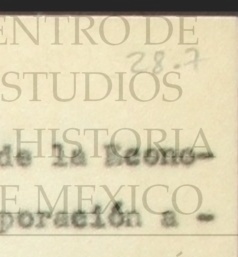 ENTRO DE
28.7
STUDIOS
de la Econo-
HISTORIA
E MEXICO
poración a -